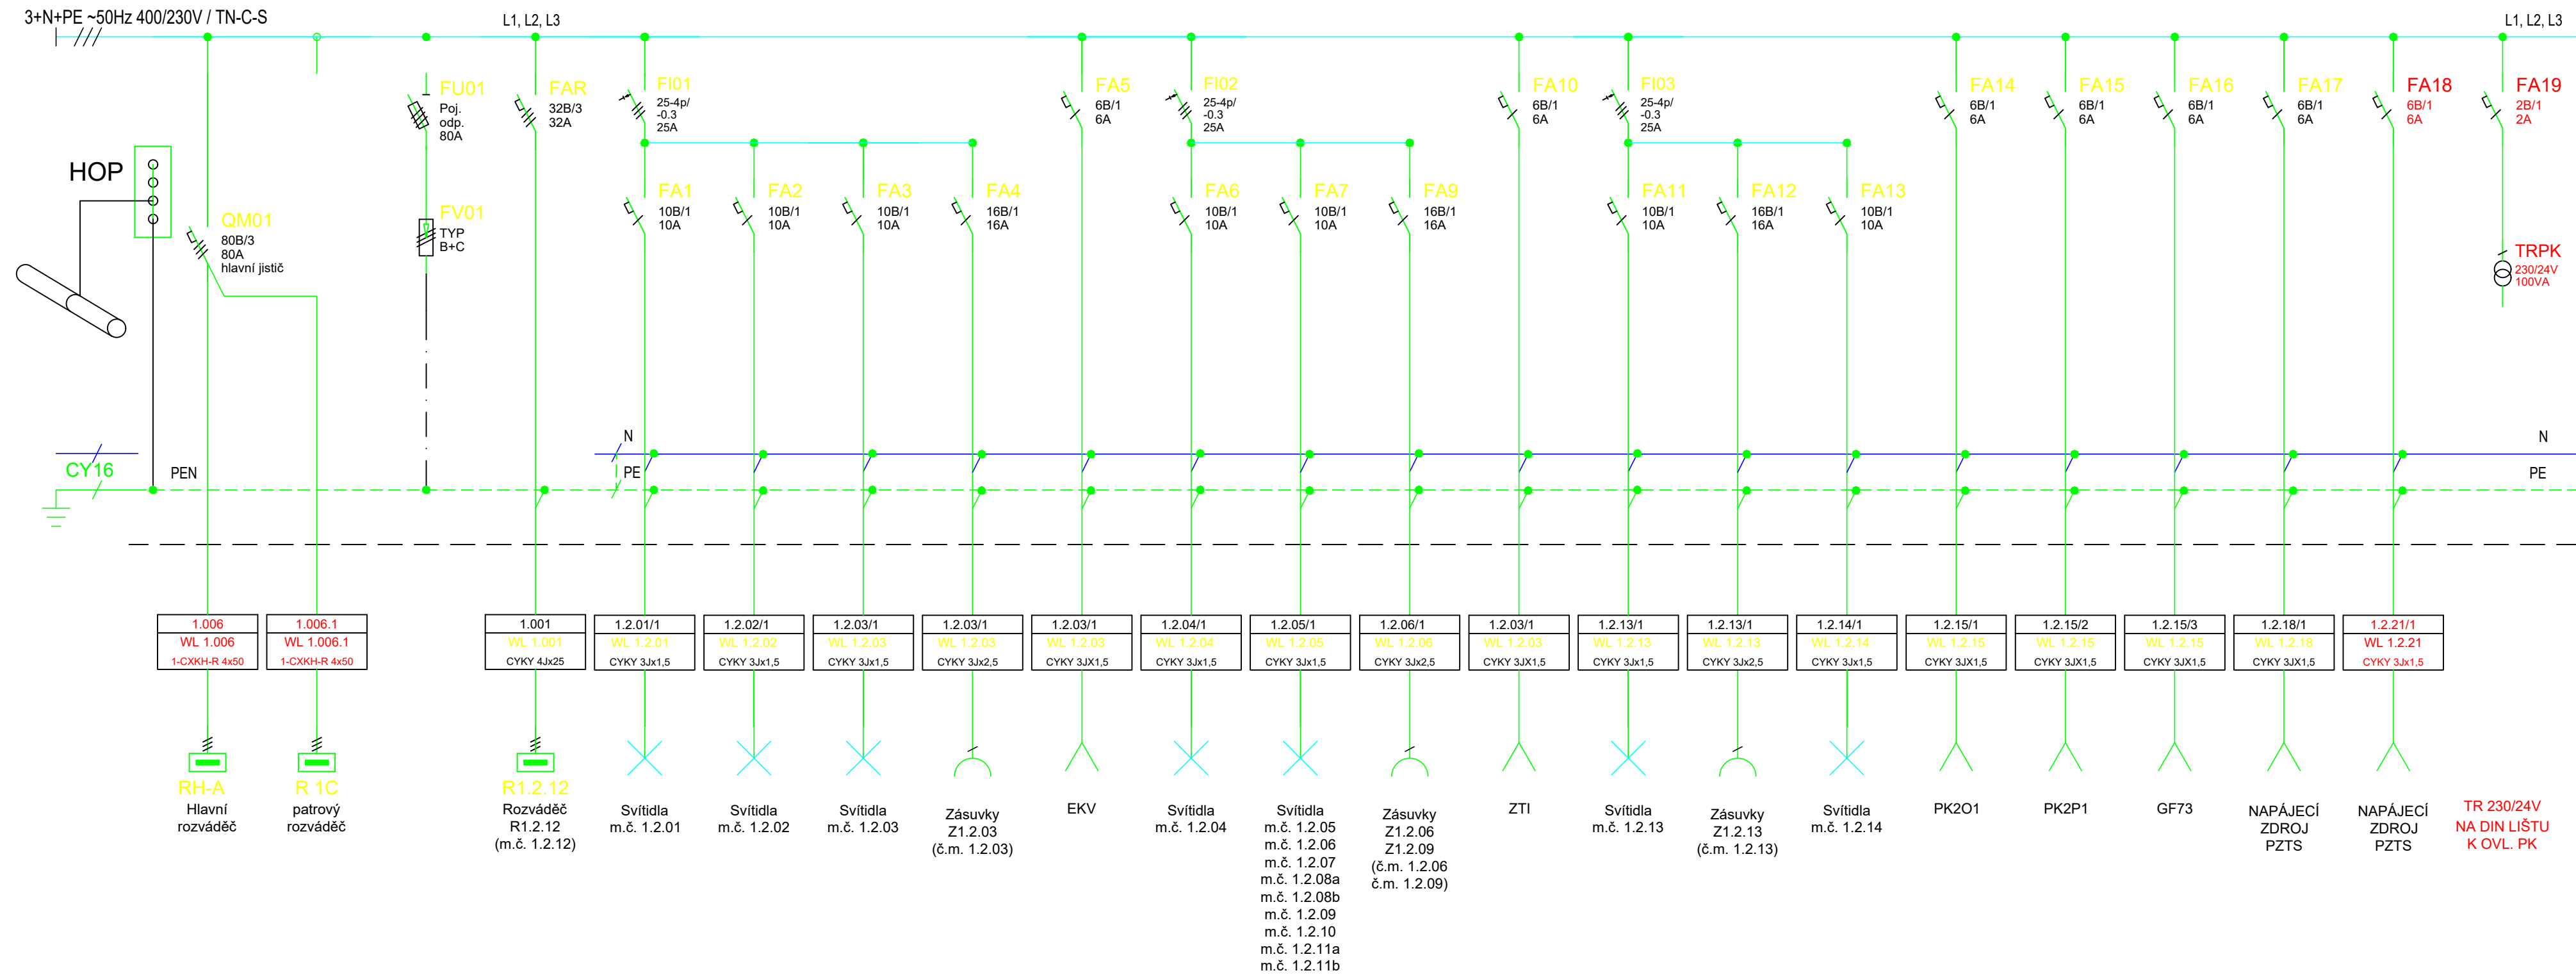 3+N+PE ~50Hz 400/230V / TN-C-S
L1, L2, L3
L1, L2, L3
HOP
QM01
80B/3
80A
hlavní jistič
FU01
Poj.
odp.
80A
FV01
TYP
B+C
FAR
32B/3
32A
FI01
25-4p/
-0.3
25A
FA1
10B/1
10A
FA2
10B/1
10A
FA3
10B/1
10A
FA4
16B/1
16A
FA5
6B/1
6A
FI02
25-4p/
-0.3
25A
FA6
10B/1
10A
FA7
10B/1
10A
FA9
16B/1
16A
FA10
6B/1
6A
FI03
25-4p/
-0.3
25A
FA11
10B/1
10A
FA12
16B/1
16A
FA13
10B/1
10A
FA14
6B/1
6A
FA15
6B/1
6A
FA16
6B/1
6A
FA17
6B/1
6A
FA18
6B/1
6A
FA19
2B/1
2A
TRPK
230/24V
100VA
CY16
PEN
N
PE
N
PE
1.006
WL 1.006
1-CXKH-R 4x50
RH-A
Hlavní
rozváděč
1.006.1
WL 1.006.1
1-CXKH-R 4x50
R 1C
patrový
rozváděč
1.001
WL 1.001
CYKY 4Jx25
R1.2.12
Rozváděč
R1.2.12
(m.č. 1.2.12)
1.2.01/1
WL 1.2.01
CYKY 3Jx1,5
Svítidla
m.č. 1.2.01
1.2.02/1
WL 1.2.02
CYKY 3Jx1,5
Svítidla
m.č. 1.2.02
1.2.03/1
WL 1.2.03
CYKY 3Jx1,5
Svítidla
m.č. 1.2.03
1.2.03/1
WL 1.2.03
CYKY 3Jx2,5
Zásuvky
Z1.2.03
(č.m. 1.2.03)
1.2.03/1
WL 1.2.03
CYKY 3JX1,5
EKV
1.2.04/1
WL 1.2.04
CYKY 3Jx1,5
Svítidla
m.č. 1.2.04
1.2.05/1
WL 1.2.05
CYKY 3Jx1,5
Svítidla
m.č. 1.2.05
m.č. 1.2.06
m.č. 1.2.07
m.č. 1.2.08a
m.č. 1.2.08b
m.č. 1.2.09
m.č. 1.2.10
m.č. 1.2.11a
m.č. 1.2.11b
1.2.06/1
WL 1.2.06
CYKY 3Jx2,5
Zásuvky
Z1.2.06
Z1.2.09
(č.m. 1.2.06
č.m. 1.2.09)
1.2.03/1
WL 1.2.03
CYKY 3JX1,5
ZTI
1.2.13/1
WL 1.2.13
CYKY 3Jx1,5
Svítidla
m.č. 1.2.13
1.2.13/1
WL 1.2.13
CYKY 3Jx2,5
Zásuvky
Z1.2.13
(č.m. 1.2.13)
1.2.14/1
WL 1.2.14
CYKY 3Jx1,5
Svítidla
m.č. 1.2.14
1.2.15/1
WL 1.2.15
CYKY 3JX1,5
PK2O1
1.2.15/2
WL 1.2.15
CYKY 3JX1,5
PK2P1
1.2.15/3
WL 1.2.15
CYKY 3JX1,5
GF73
1.2.18/1
WL 1.2.18
CYKY 3JX1,5
NAPÁJECÍ
ZDROJ
PZTS
1.2.21/1
WL 1.2.21
CYKY 3Jx1,5
NAPÁJECÍ
ZDROJ
PZTS
TR 230/24V
NA DIN LIŠTU
K OVL. PK